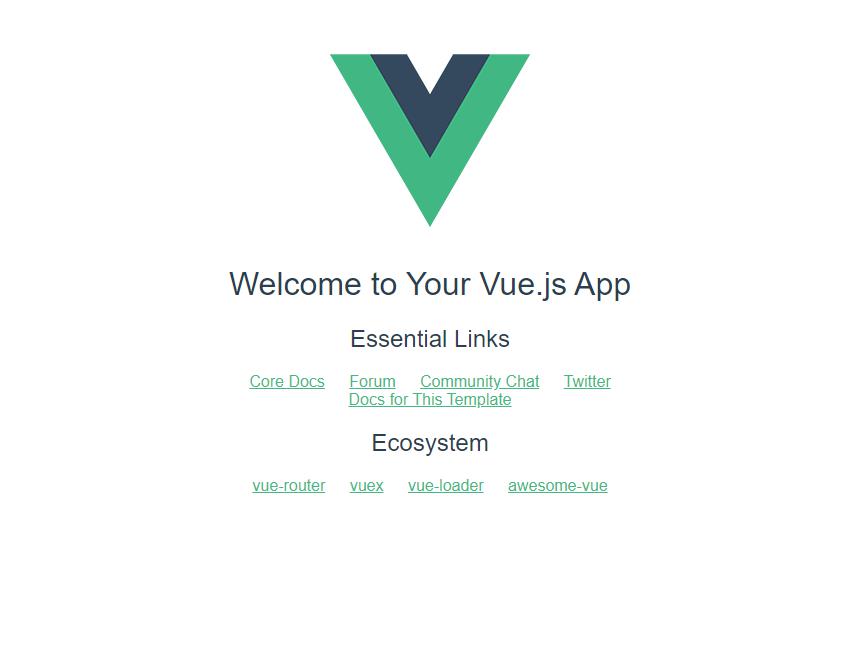 Welcome to Your Vue.js App
Essential Links
Core Docs Forum Community Chat Twitter
Docs for This Template
Ecosystem
vue-router vuex vue-loader awesome-vue